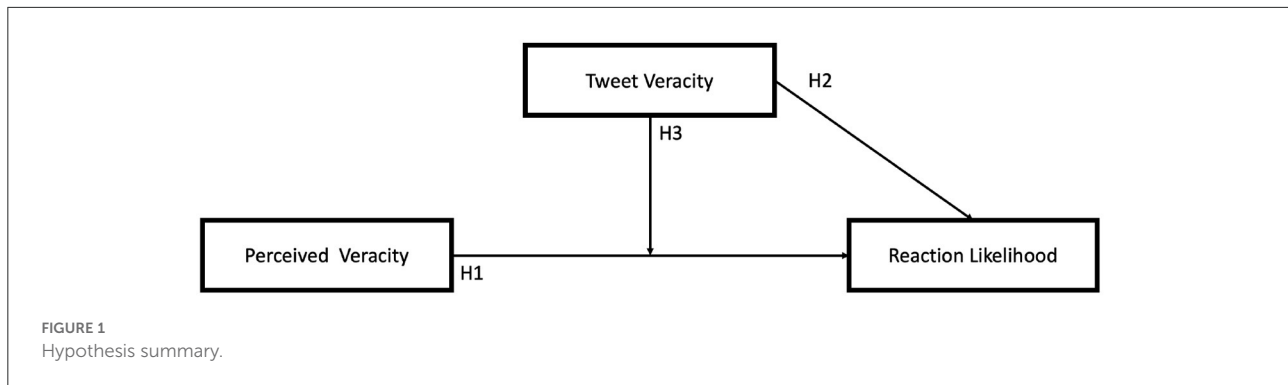 Tweet Veracity
H2
H3
Perceived Veracity
H1
Reaction Likelihood
FIGURE 1
Hypothesis summary.